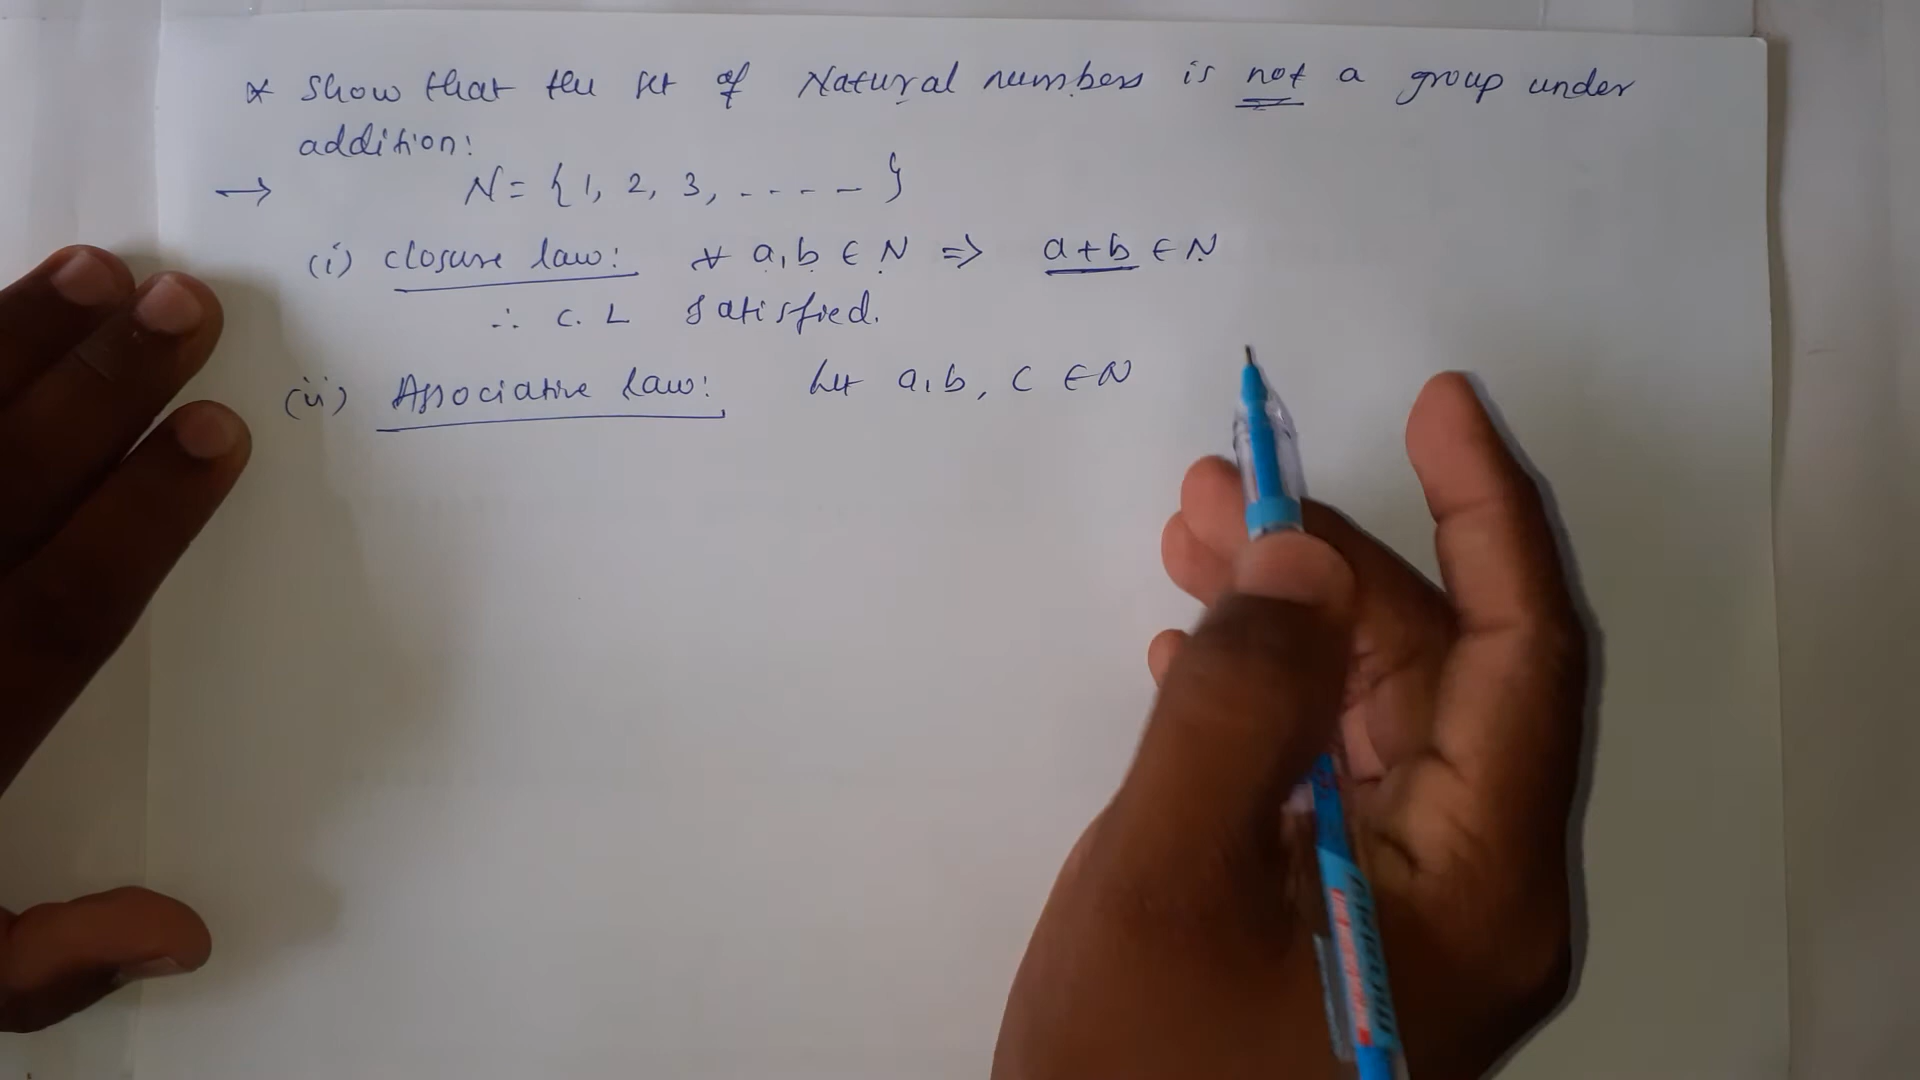 * Show that the set of Natural numbers is not a group under
addition:
→ N = {1, 2, 3, ----- }
(i) closure law: ∀ a, b ∈ N ⇒ a + b ∈ N
∴ C. L satisfied.
(ii) Associative law: Let a, b, c ∈ N